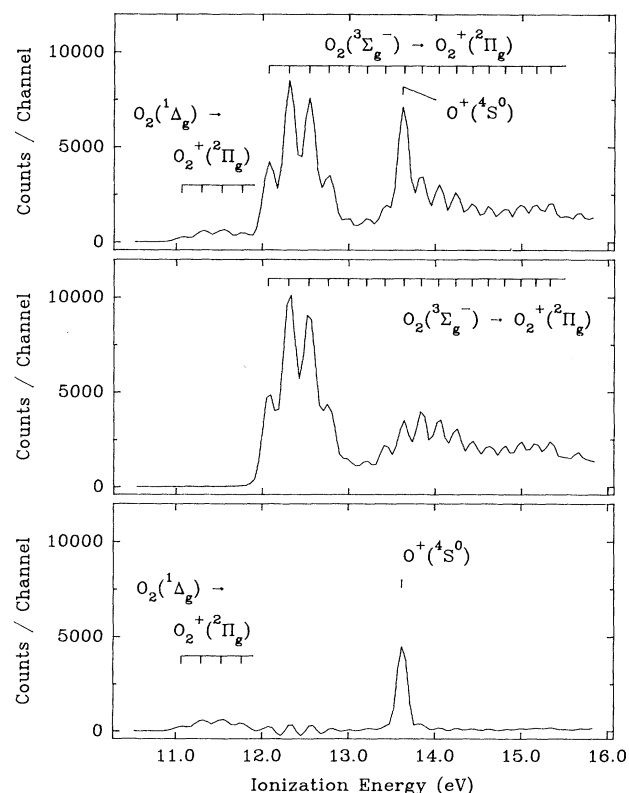 Counts / Channel
10000
5000
0
O₂(³Σg⁻) → O₂⁺(²Πg)
O₂(¹Δg) →
O₂⁺(²Πg)
O⁺(⁴S⁰)
Counts / Channel
10000
5000
0
O₂(³Σg⁻) → O₂⁺(²Πg)
Counts / Channel
10000
5000
0
O⁺(⁴S⁰)
O₂(¹Δg) →
O₂⁺(²Πg)
11.0 12.0 13.0 14.0 15.0 16.0
Ionization Energy (eV)